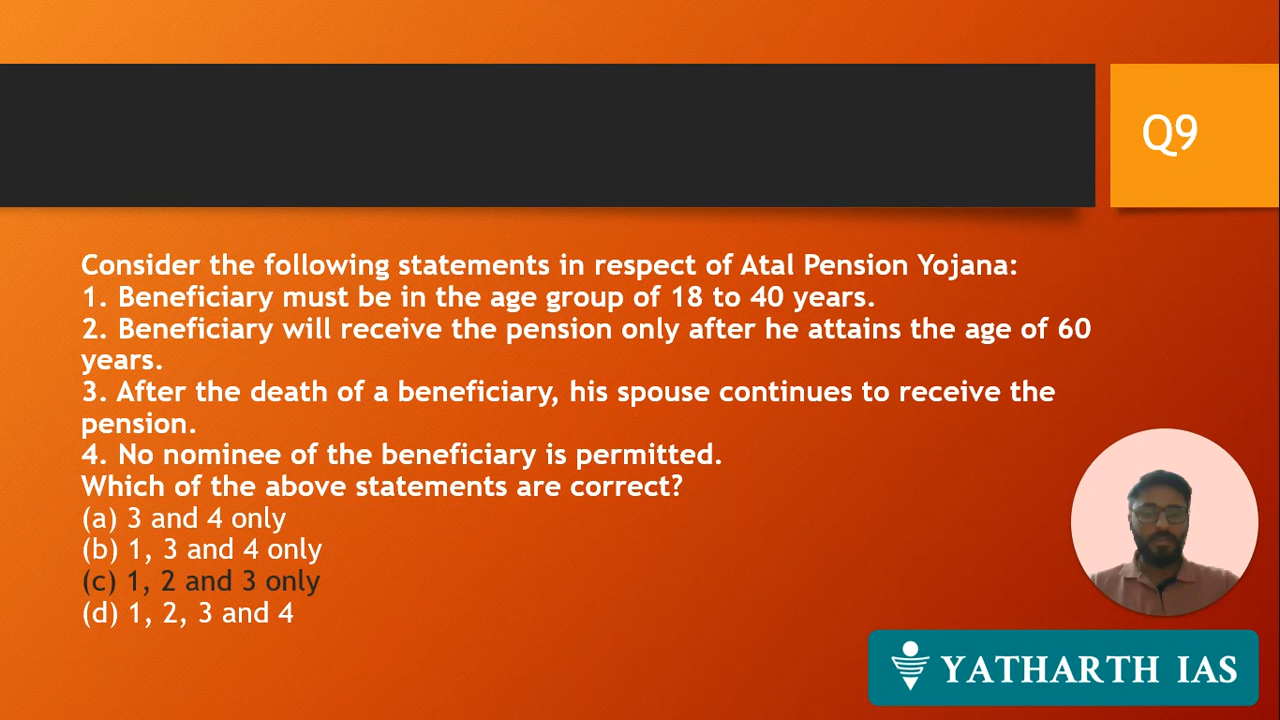 Q9
Consider the following statements in respect of Atal Pension Yojana:
1. Beneficiary must be in the age group of 18 to 40 years.
2. Beneficiary will receive the pension only after he attains the age of 60
years.
3. After the death of a beneficiary, his spouse continues to receive the
pension.
4. No nominee of the beneficiary is permitted.
Which of the above statements are correct?
(a) 3 and 4 only
(b) 1, 3 and 4 only
(c) 1, 2 and 3 only
(d) 1, 2, 3 and 4
YATHARTH IAS